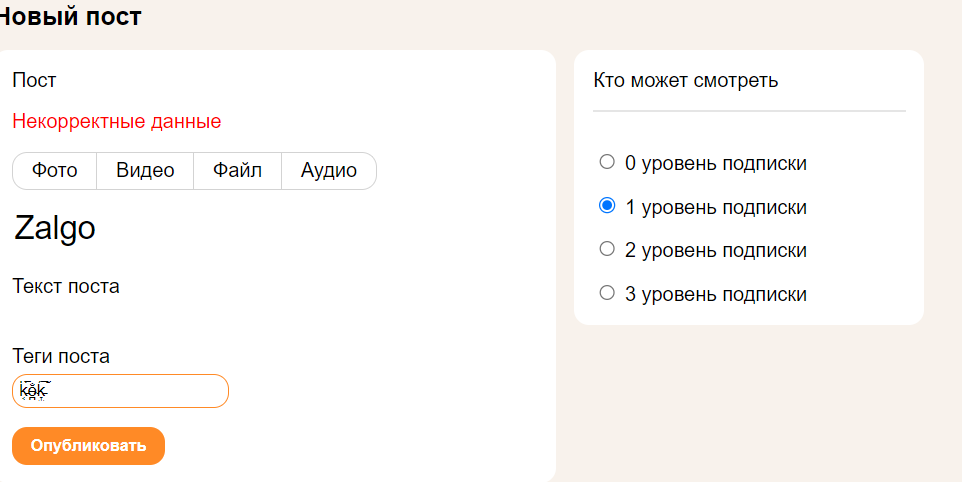 Новый пост
Пост
Некорректные данные
Фото Видео Файл Аудио
Zalgo
Текст поста
Теги поста
Опубликовать
Кто может смотреть
0 уровень подписки
1 уровень подписки
2 уровень подписки
3 уровень подписки